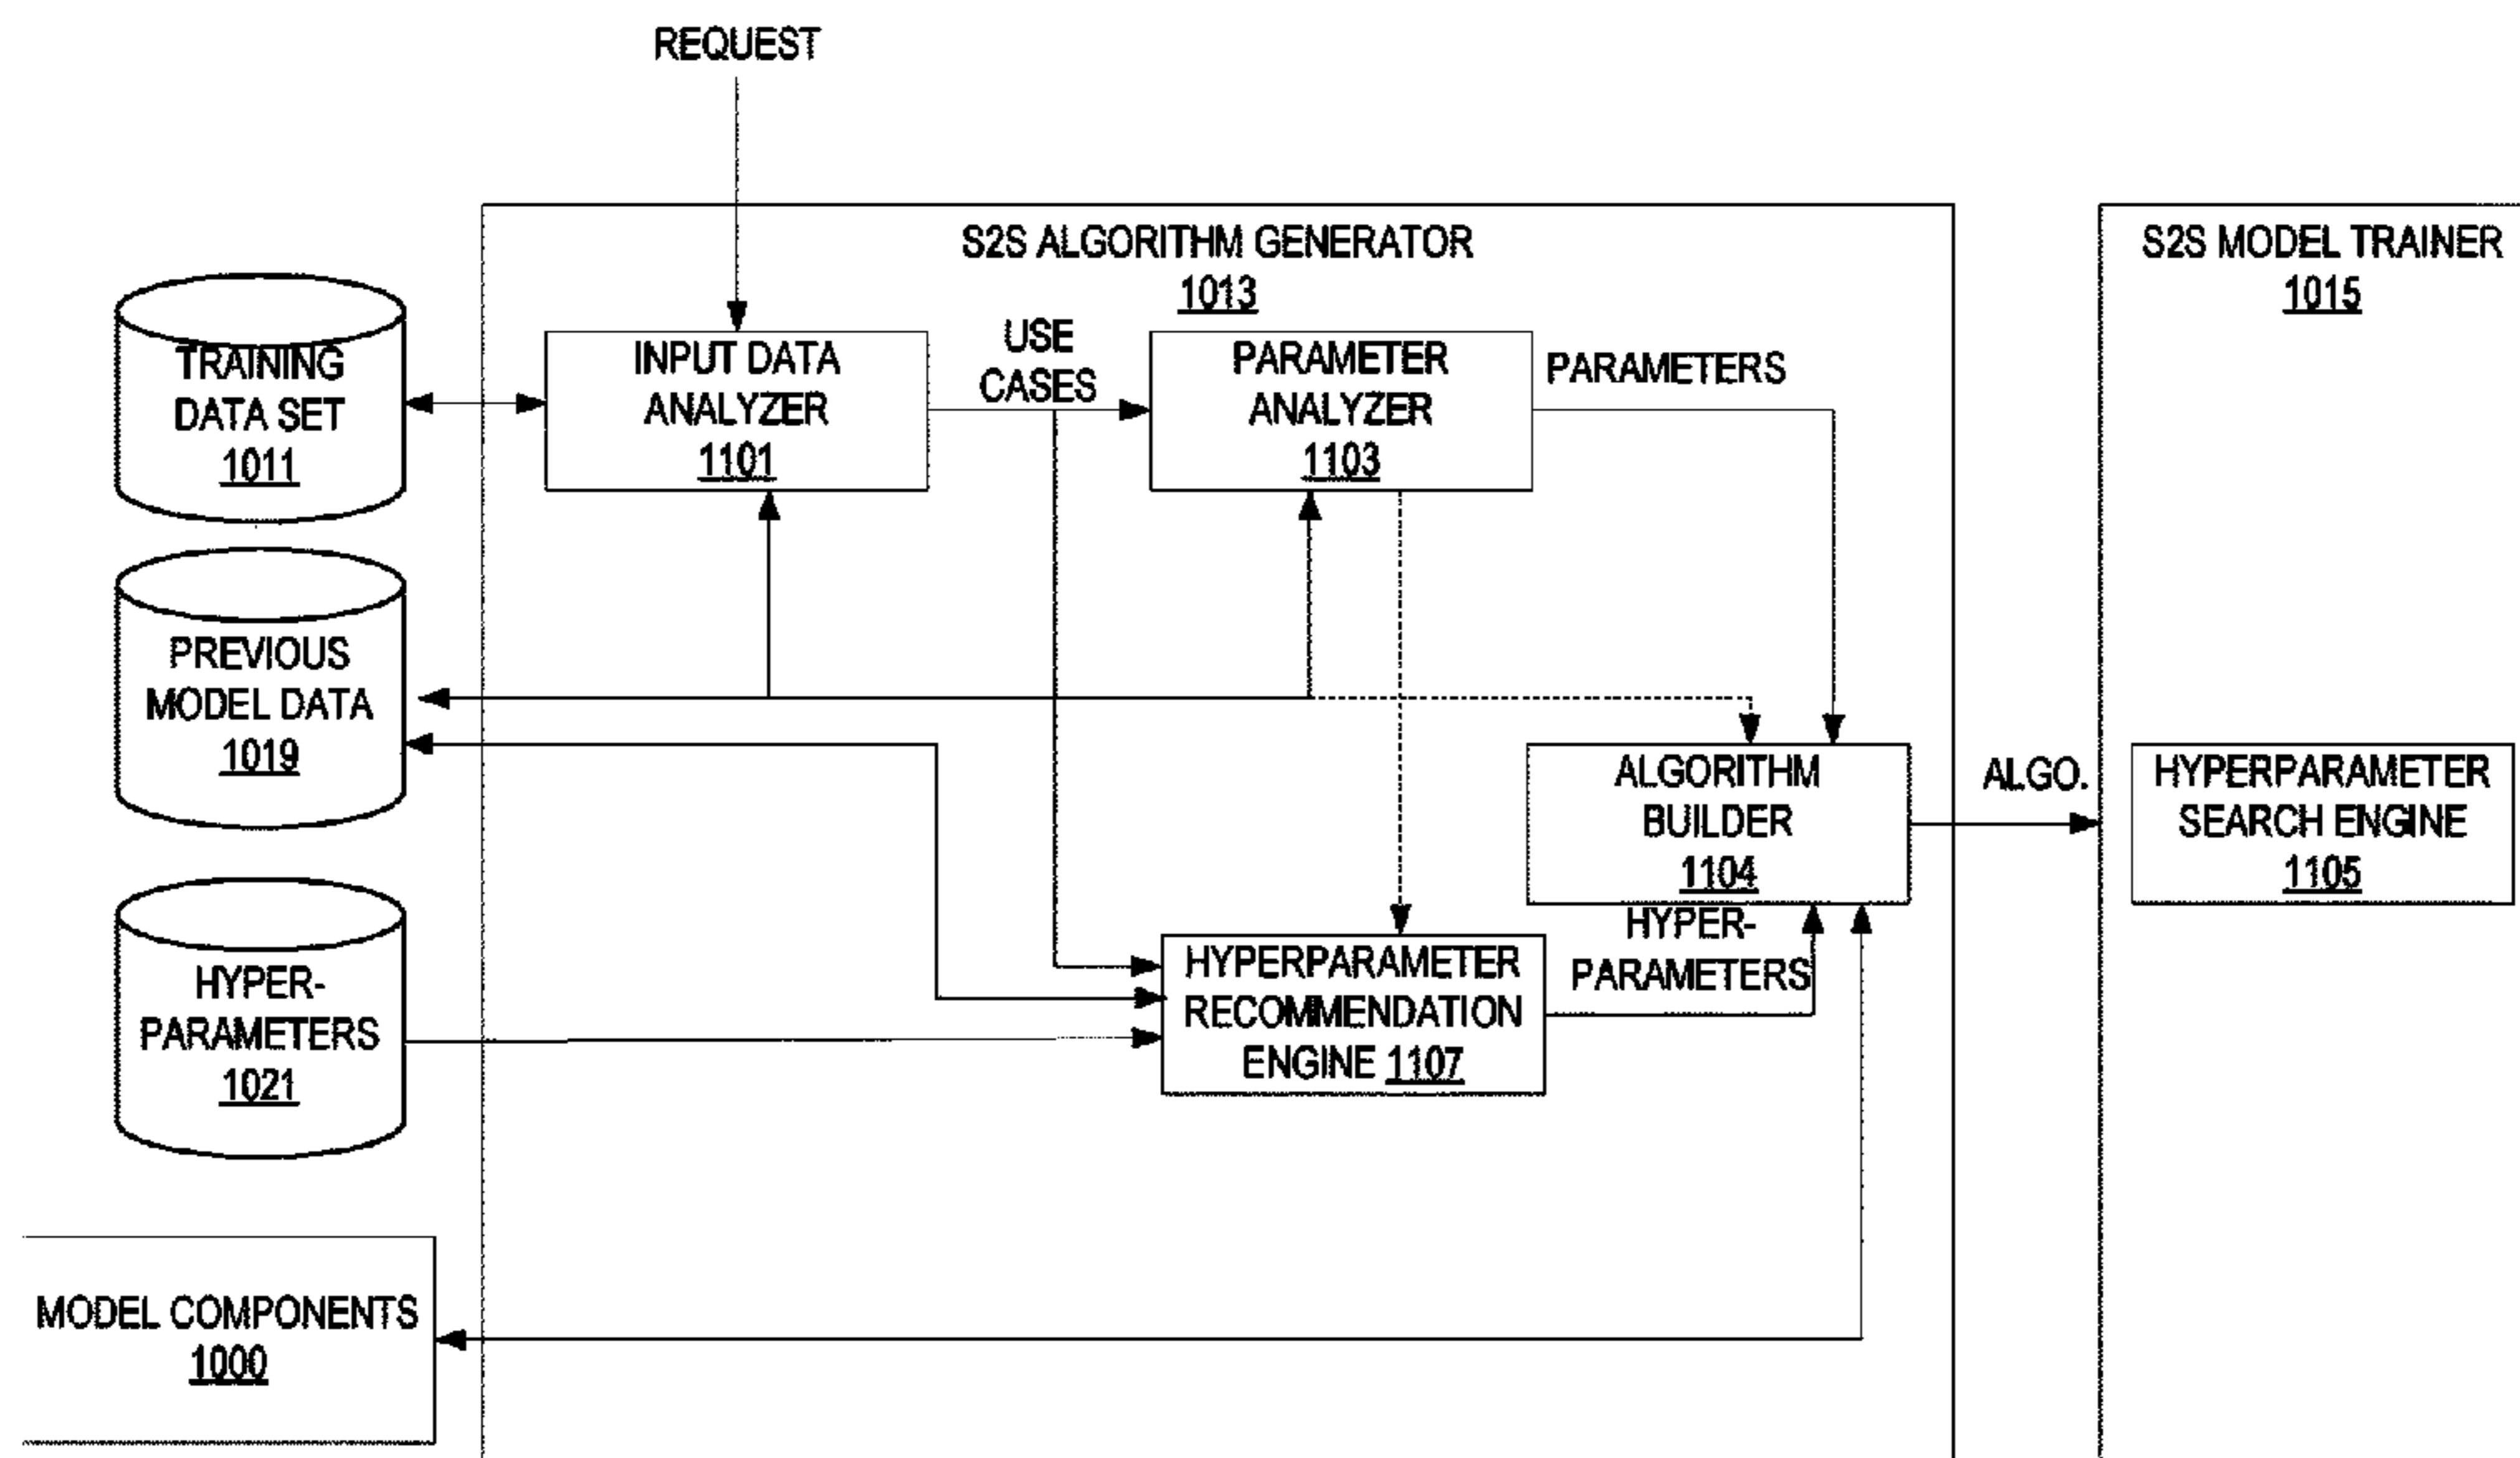 REQUEST
S2S ALGORITHM GENERATOR
1013
S2S MODEL TRAINER
1015
TRAINING
DATA SET
1011
INPUT DATA
ANALYZER
1101
USE
CASES
PARAMETER
ANALYZER
1103
PARAMETERS
PREVIOUS
MODEL DATA
1019
ALGORITHM
BUILDER
1104
ALGO.
HYPERPARAMETER
SEARCH ENGINE
1105
HYPER-
PARAMETERS
1021
HYPERPARAMETER
RECOMMENDATION
ENGINE 1107
HYPER-
PARAMETERS
MODEL COMPONENTS
1000